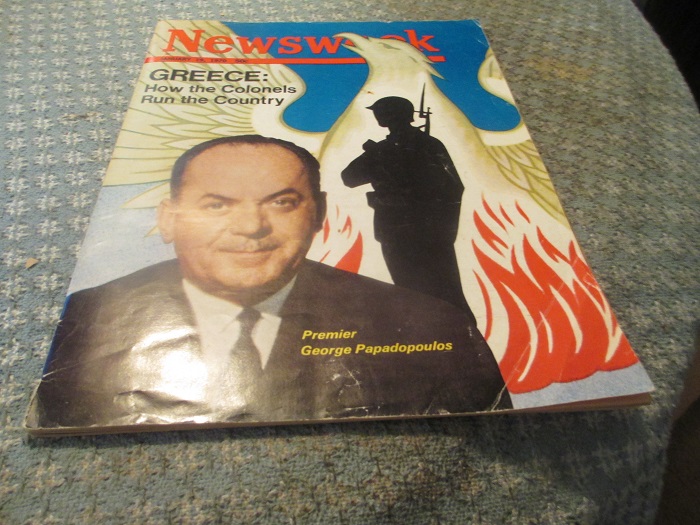 Newsweek
GREECE:
How the Colonels
Run the Country
Premier
George Papadopoulos